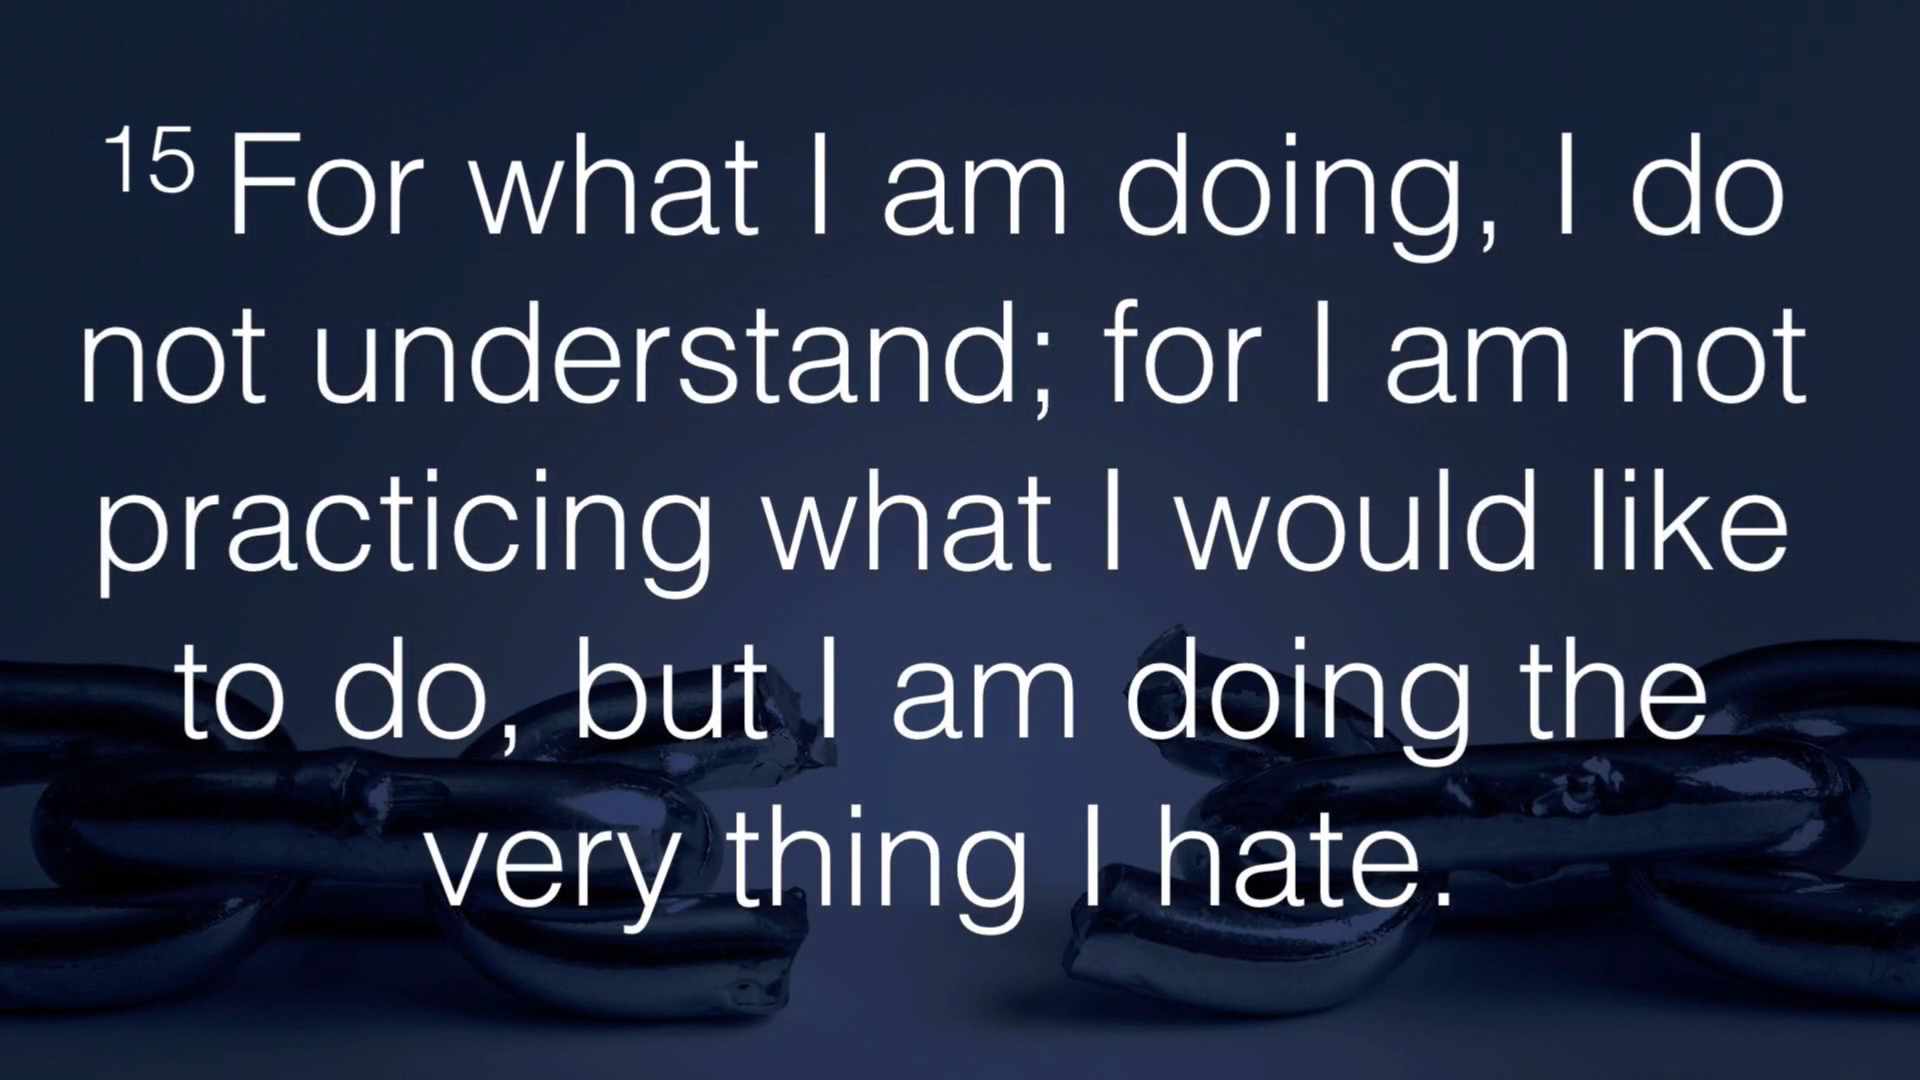 15 For what I am doing, I do
not understand; for I am not
practicing what I would like
to do, but I am doing the
very thing I hate.